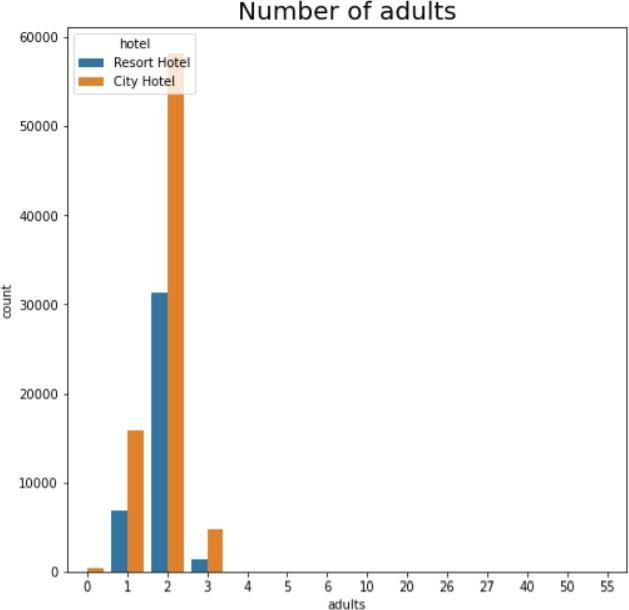 Number of adults
hotel
Resort Hotel
City Hotel
60000
50000
40000
30000
20000
10000
0
count
0 1 2 3 4 5 6 10 20 26 27 40 50 55
adults